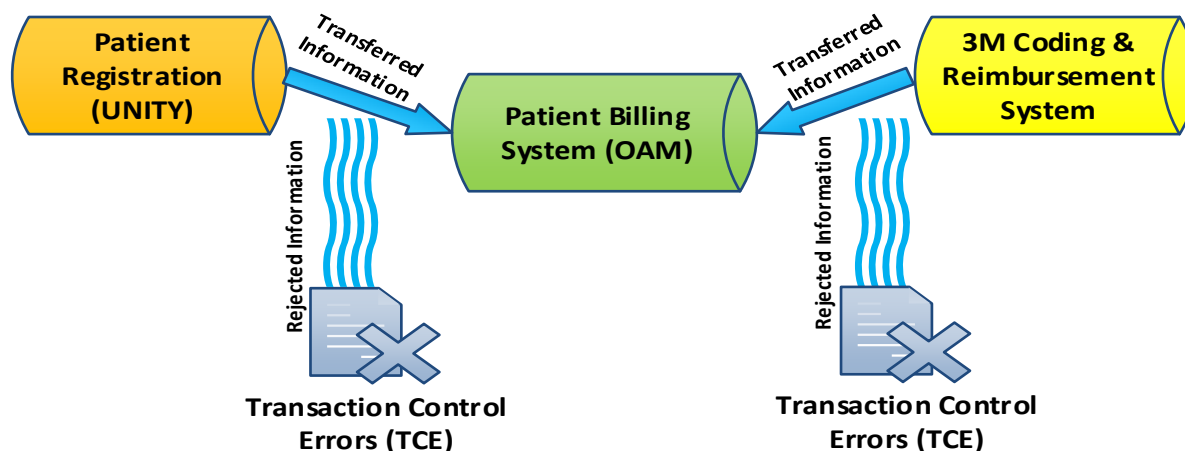 Patient
Registration
(UNITY)
Transferred
Information
Patient Billing
System (OAM)
Transferred
Information
3M Coding &
Reimbursement
System
Rejected Information
Rejected Information
Transaction Control
Errors (TCE)
Transaction Control
Errors (TCE)